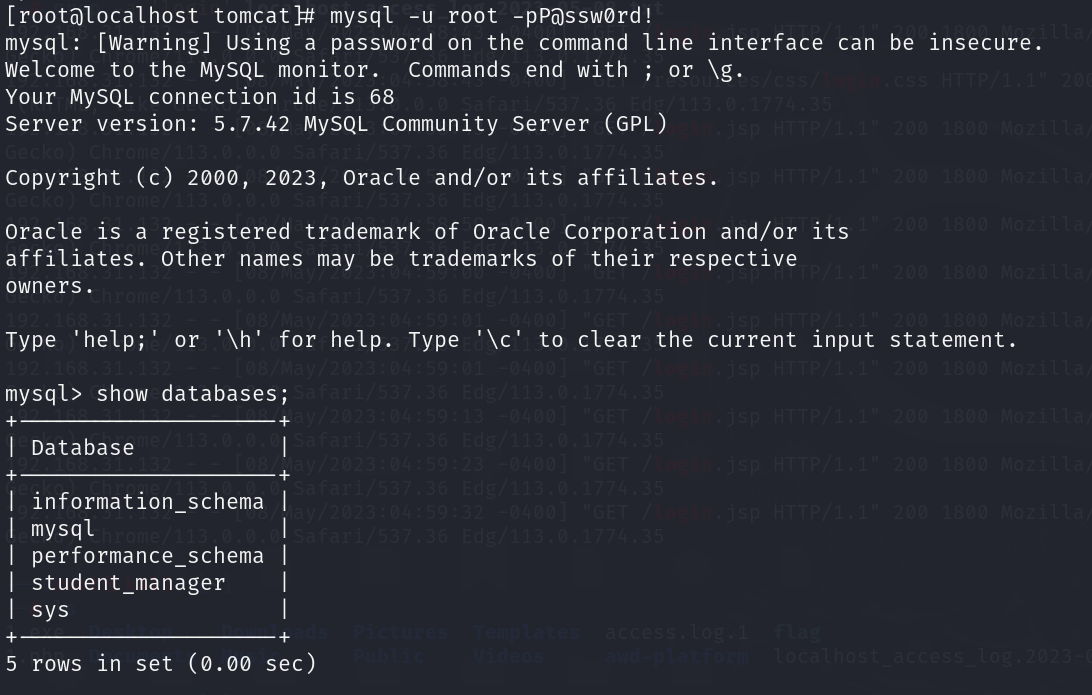 [root@localhost tomcat]# mysql -u root -pP@ssw0rd!
mysql: [Warning] Using a password on the command line interface can be insecure.
Welcome to the MySQL monitor.  Commands end with ; or \g.
Your MySQL connection id is 68
Server version: 5.7.42 MySQL Community Server (GPL)
Copyright (c) 2000, 2023, Oracle and/or its affiliates.
Oracle is a registered trademark of Oracle Corporation and/or its
affiliates. Other names may be trademarks of their respective
owners.
Type 'help;' or '\h' for help. Type '\c' to clear the current input statement.
mysql> show databases;
+--------------------+
| Database           |
+--------------------+
| information_schema |
| mysql              |
| performance_schema |
| student_manager    |
| sys                |
+--------------------+
5 rows in set (0.00 sec)